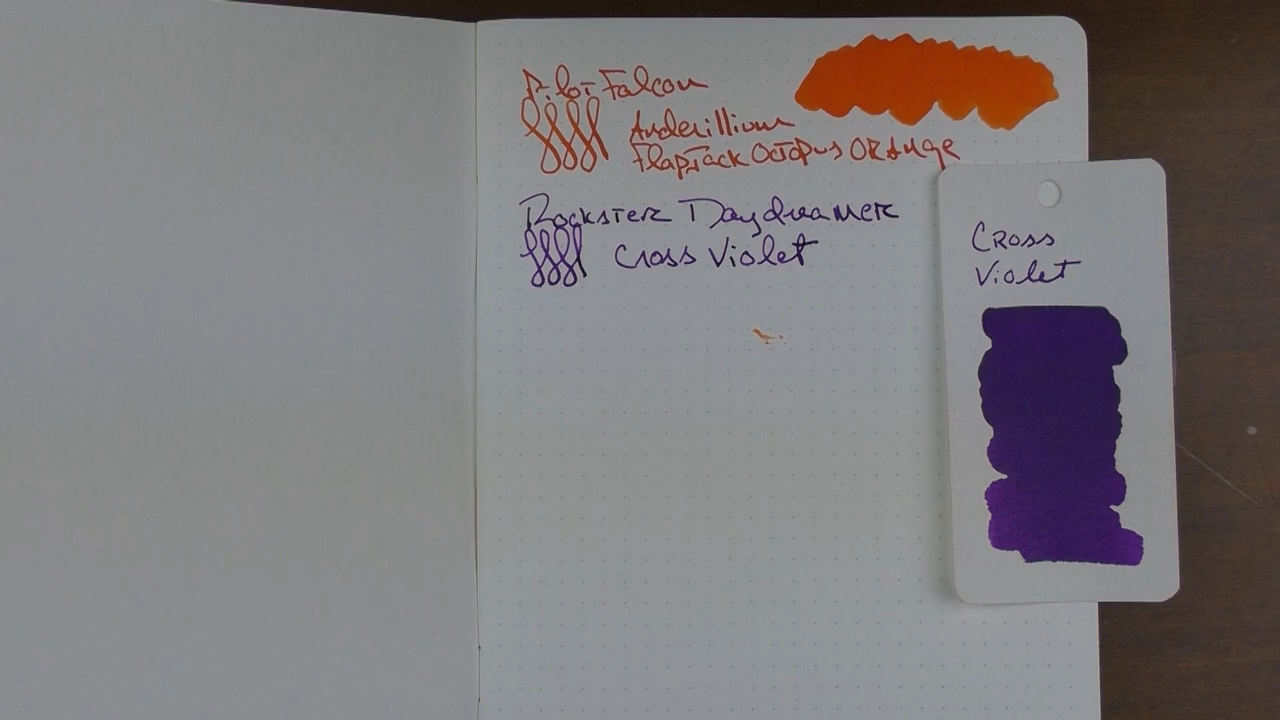 Pilot Falcon
Anderillium
Flapjack Octopus Orange
Rockster Daydreamer
Cross Violet
Cross
Violet